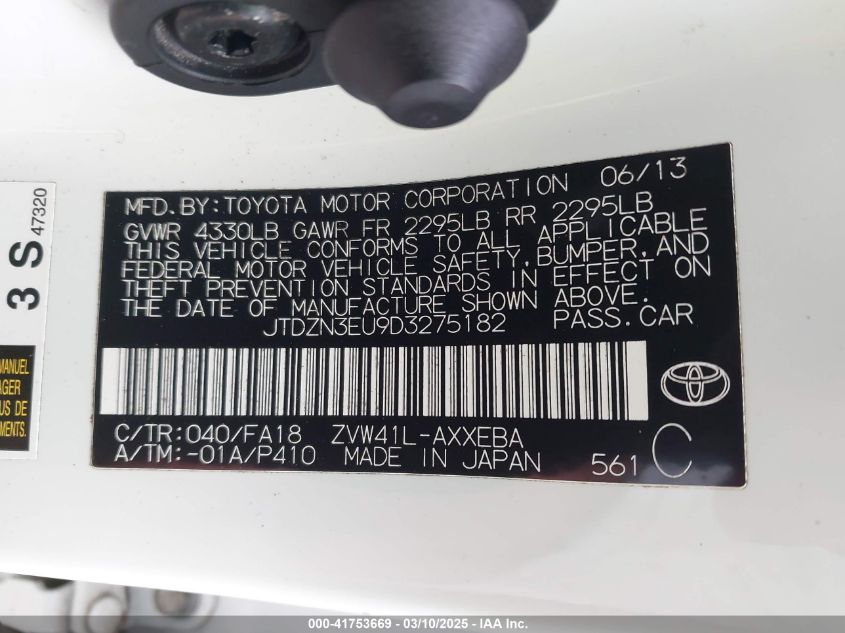 MFD.BY:TOYOTA MOTOR CORPORATION 06/13
GVWR 4330LB GAWR FR 2295LB RR 2295LB
THIS VEHICLE CONFORMS TO ALL APPLICABLE
FEDERAL MOTOR VEHICLE SAFETY,BUMPER,AND
THEFT PREVENTION STANDARDS IN EFFECT ON
THE DATE OF MANUFACTURE SHOWN ABOVE.
JTDZN3EU9D3275182 PASS.CAR
C/TR:040/FA18 ZVW41L-AXXEBA
A/TM:-01A/P410 MADE IN JAPAN 561 C
3 S 47320
MANUEL
US DE
000-41753669 - 03/10/2025 - IAA Inc.